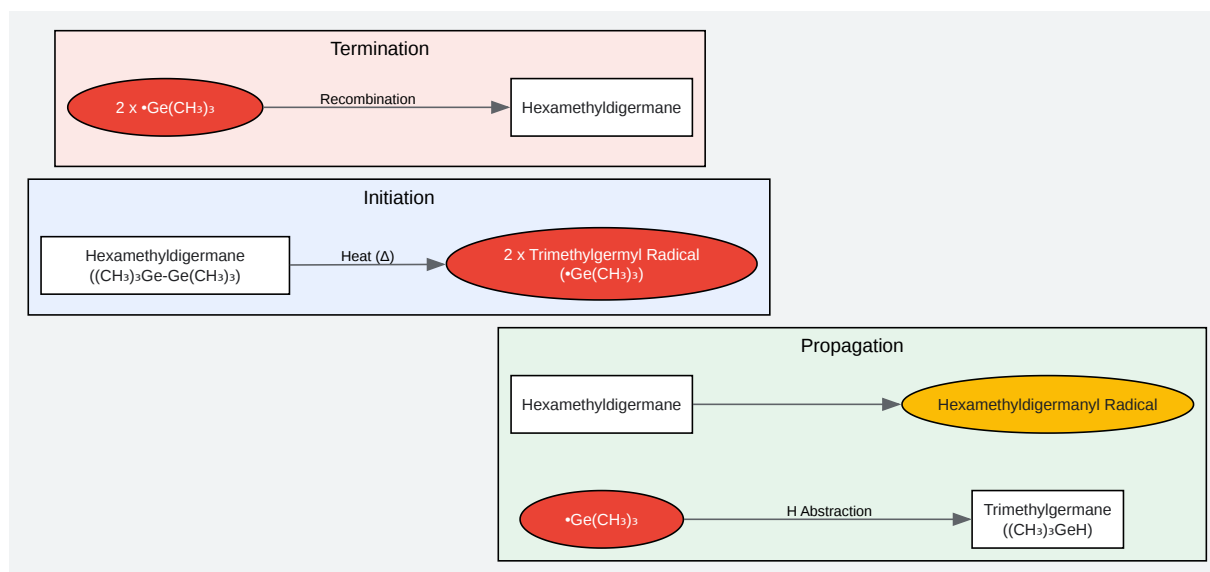 Termination
2 x •Ge(CH₃)₃
Recombination
Hexamethyldigermane
Initiation
Hexamethyldigermane
((CH₃)₃Ge-Ge(CH₃)₃)
Heat (Δ)
2 x Trimethylgermyl Radical
(•Ge(CH₃)₃)
Propagation
Hexamethyldigermane
Hexamethyldigermanyl Radical
•Ge(CH₃)₃
H Abstraction
Trimethylgermane
((CH₃)₃GeH)